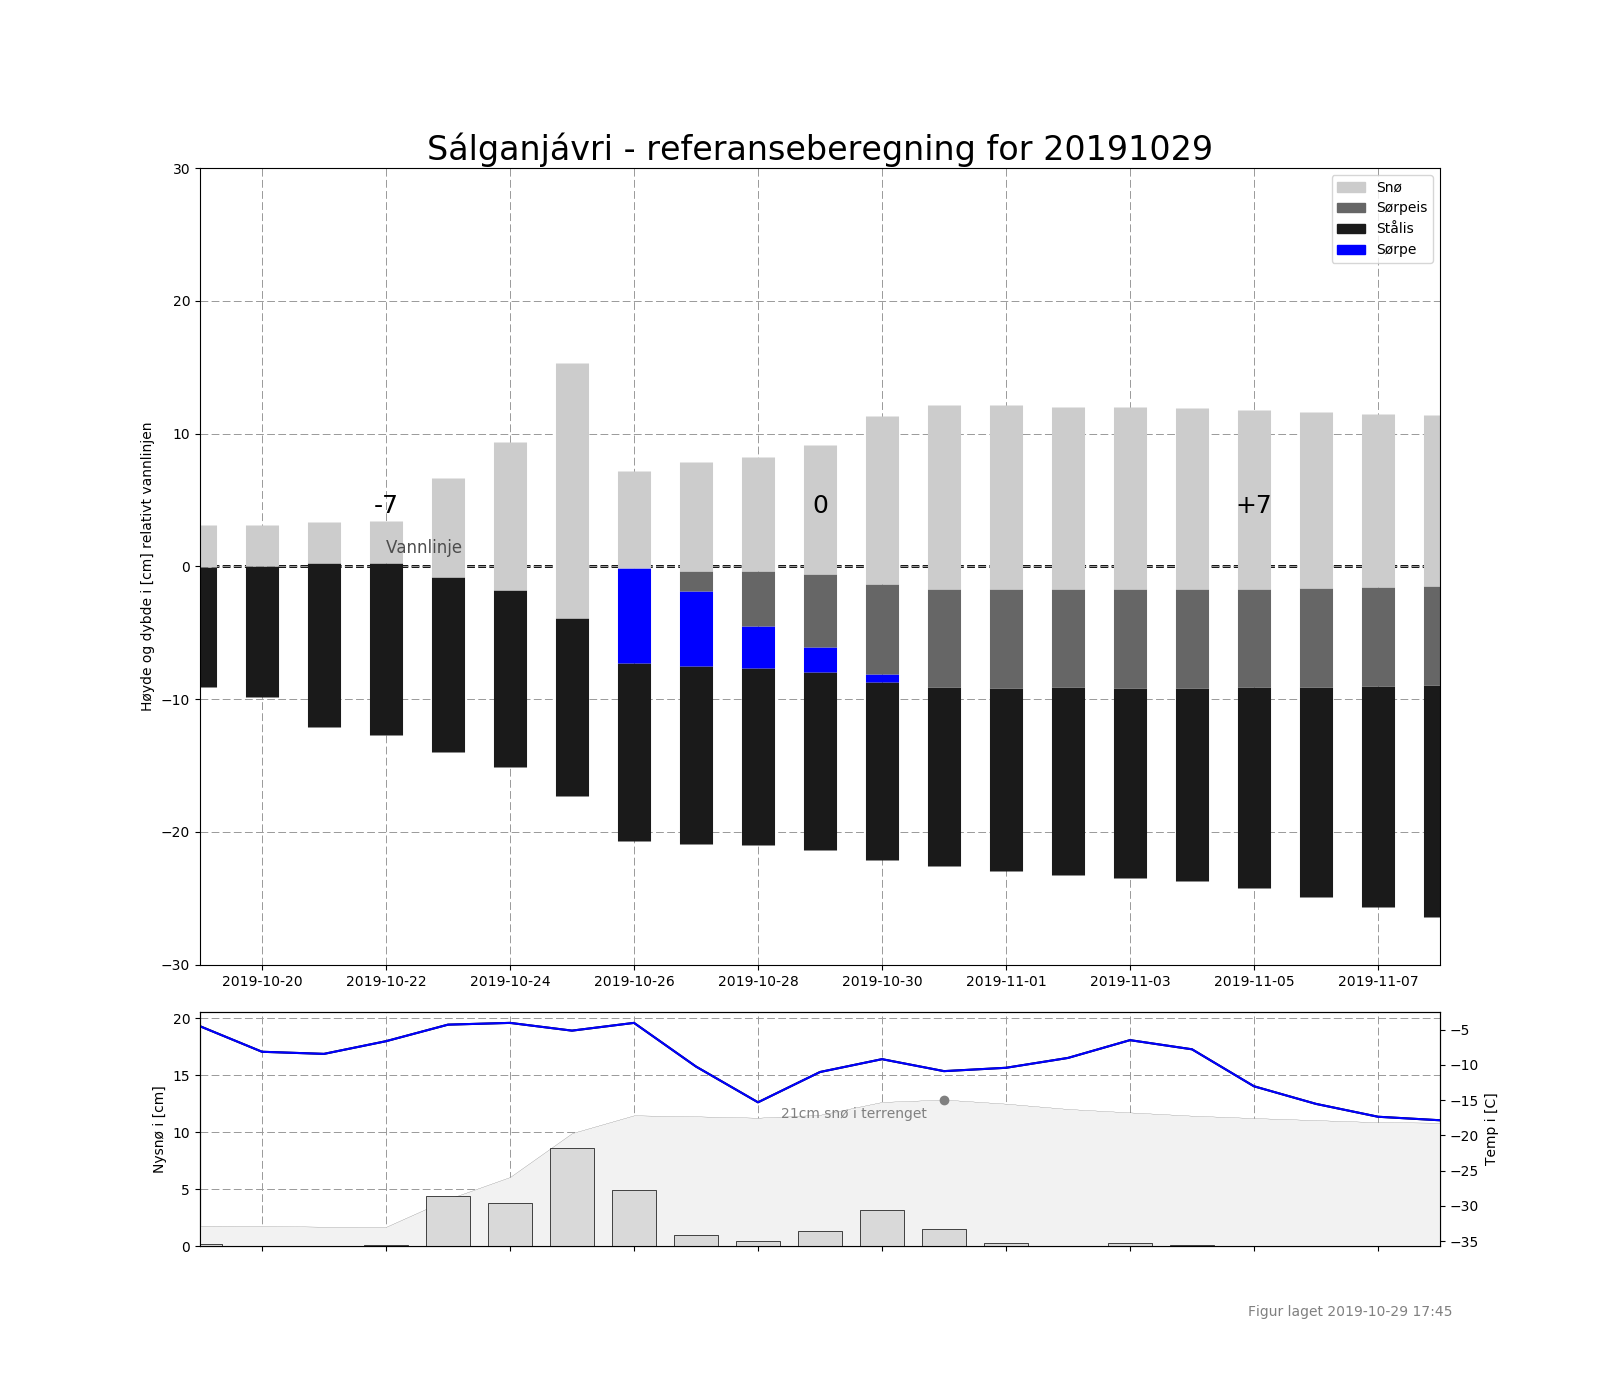 Sálganjávri - referanseberegning for 20191029
Høyde og dybde i [cm] relativt vannlinjen
30
20
10
0
−10
−20
−30
Snø
Sørpeis
Stålis
Sørpe
-7
0
+7
Vannlinje
2019-10-20
2019-10-22
2019-10-24
2019-10-26
2019-10-28
2019-10-30
2019-11-01
2019-11-03
2019-11-05
2019-11-07
Nysnø i [cm]
20
15
10
5
0
21cm snø i terrenget
−5
−10
−15
−20
−25
−30
−35
Temp i [C]
Figur laget 2019-10-29 17:45